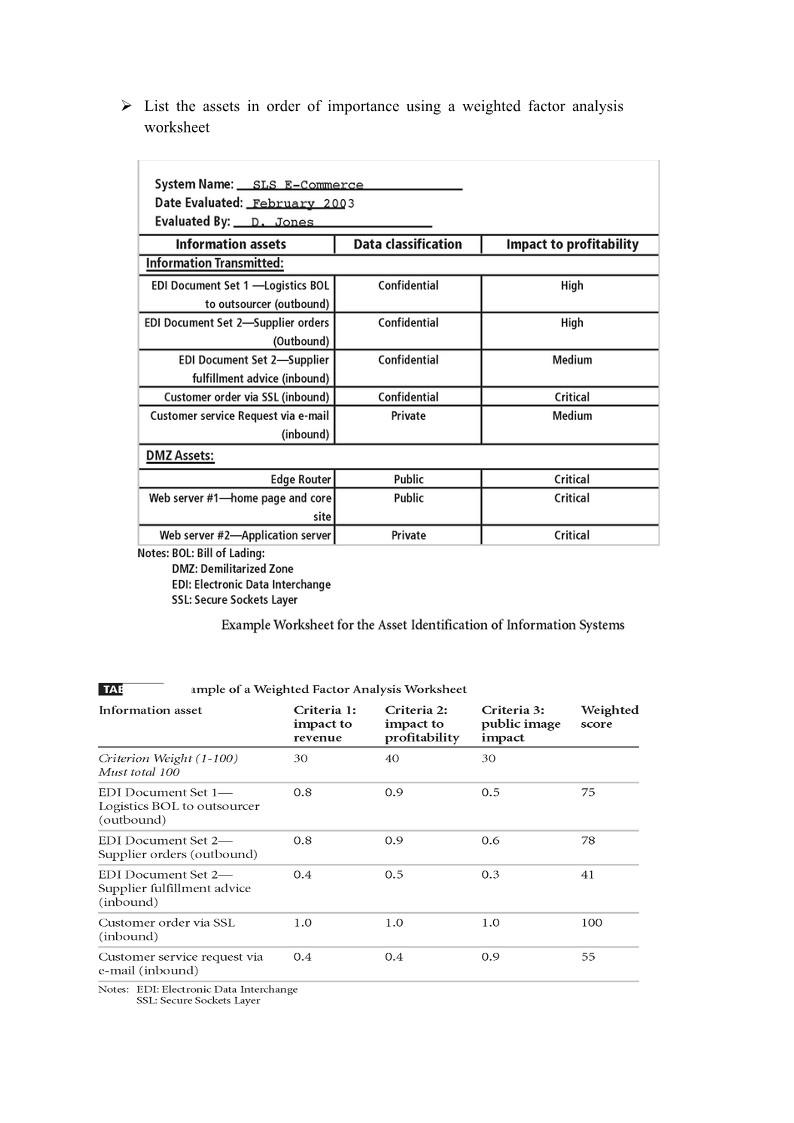 ➢ List the assets in order of importance using a weighted factor analysis
worksheet
System Name: SLS E-Commerce
Date Evaluated: February 2003
Evaluated By: D. Jones
Information assets Data classification Impact to profitability
Information Transmitted:
EDI Document Set 1 —Logistics BOL Confidential High
to outsourcer (outbound)
EDI Document Set 2—Supplier orders Confidential High
(Outbound)
EDI Document Set 2—Supplier Confidential Medium
fulfillment advice (inbound)
Customer order via SSL (inbound) Confidential Critical
Customer service Request via e-mail Private Medium
(inbound)
DMZ Assets:
Edge Router Public Critical
Web server #1—home page and core Public Critical
site
Web server #2—Application server Private Critical
Notes: BOL: Bill of Lading:
DMZ: Demilitarized Zone
EDI: Electronic Data Interchange
SSL: Secure Sockets Layer
Example Worksheet for the Asset Identification of Information Systems
ample of a Weighted Factor Analysis Worksheet
Information asset Criteria 1: Criteria 2: Criteria 3: Weighted
impact to impact to public image score
revenue profitability impact
Criterion Weight (1-100) 30 40 30
Must total 100
EDI Document Set 1— 0.8 0.9 0.5 75
Logistics BOL to outsourcer
(outbound)
EDI Document Set 2— 0.8 0.9 0.6 78
Supplier orders (outbound)
EDI Document Set 2— 0.4 0.5 0.3 41
Supplier fulfillment advice
(inbound)
Customer order via SSL 1.0 1.0 1.0 100
(inbound)
Customer service request via 0.4 0.4 0.9 55
e-mail (inbound)
Notes: EDI: Electronic Data Interchange
SSL: Secure Sockets Layer